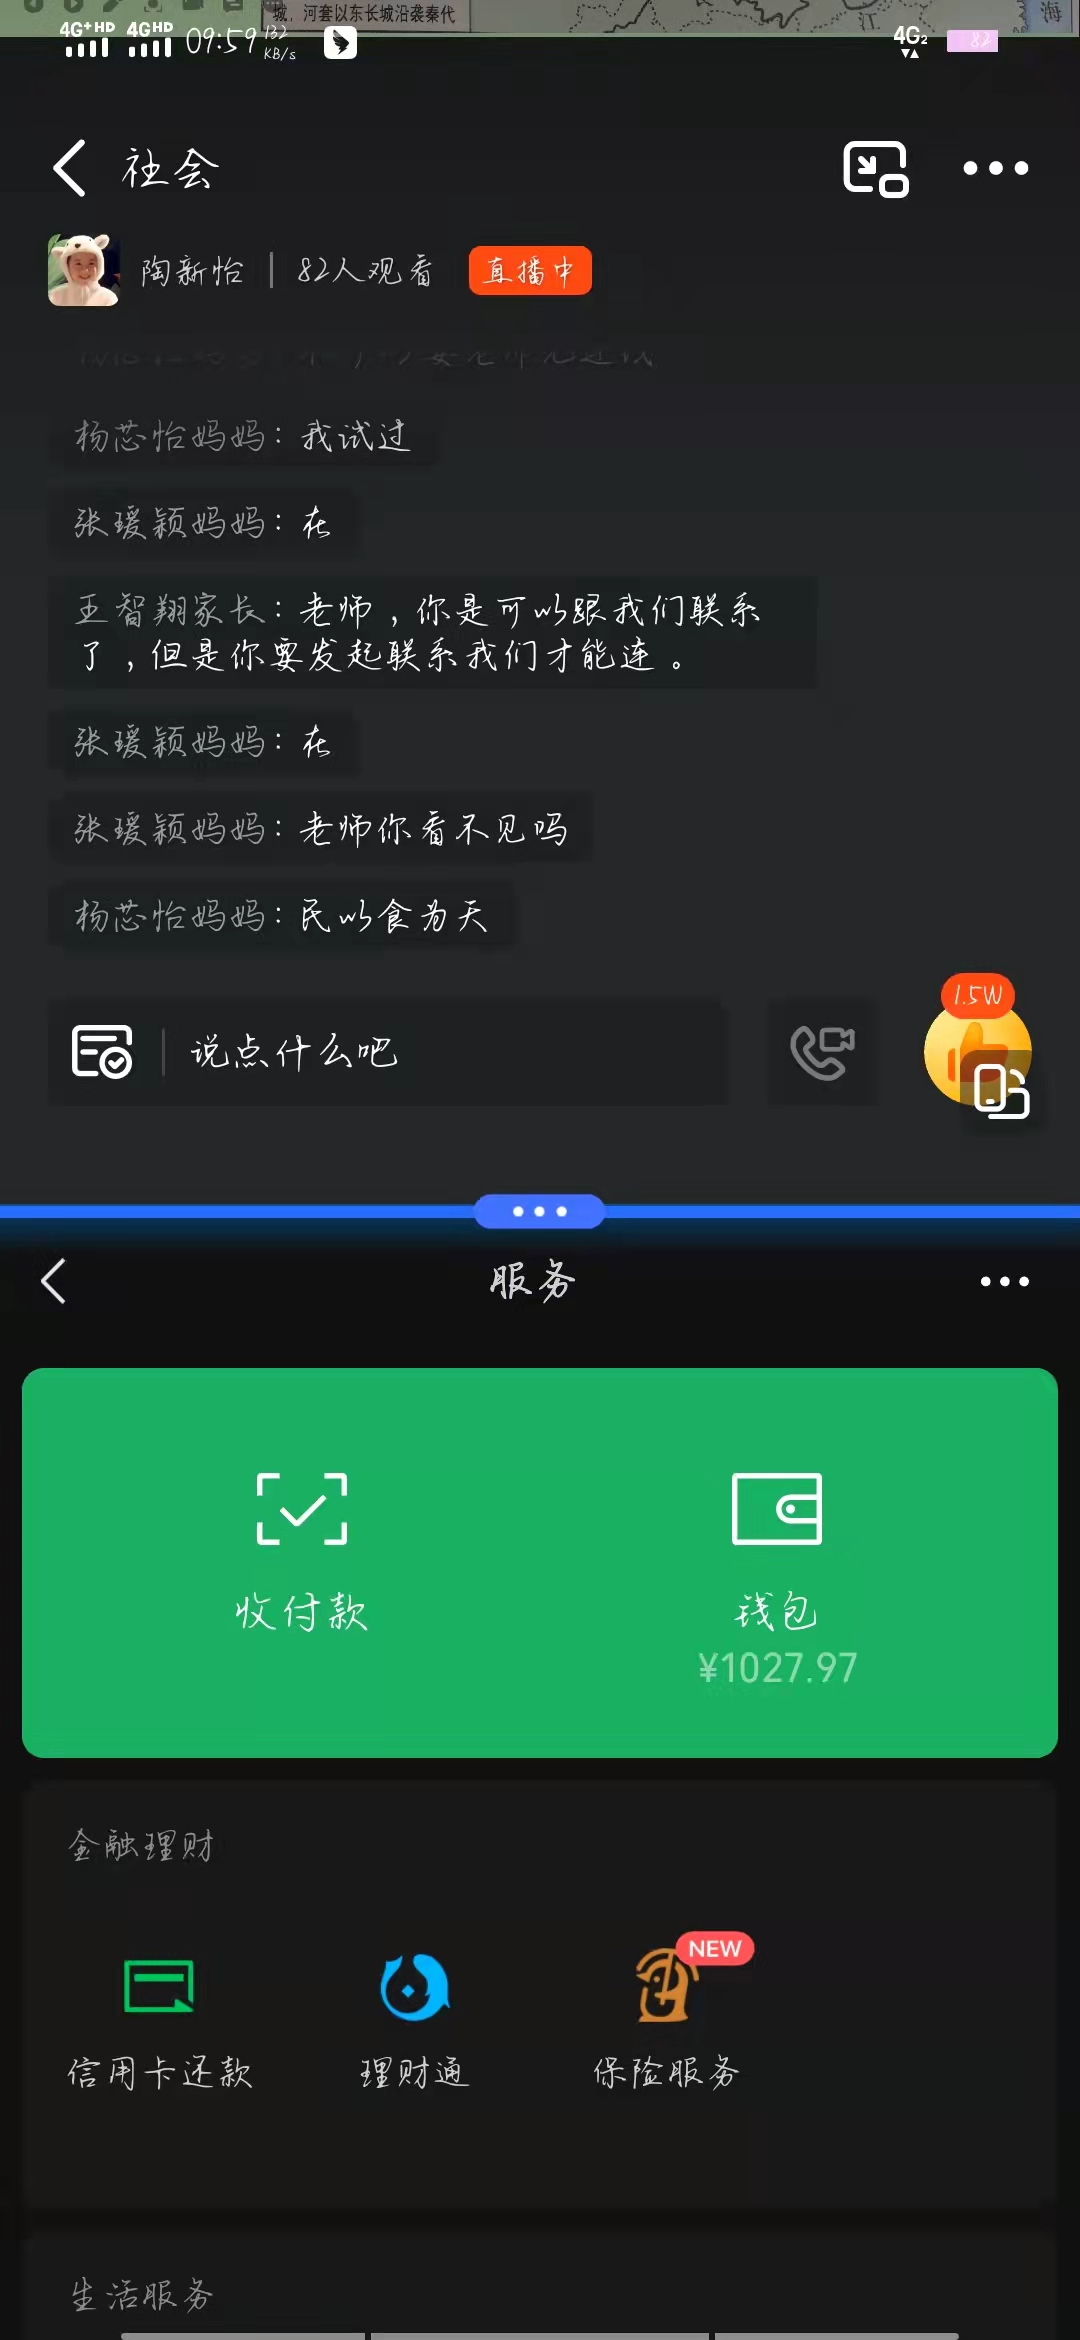 城，河套以东长城沿袭秦代
江
海
4G+HD 4GHD 09:59 132 KB/s 4G2 82
社会
陶新怡 82人观看 直播中
杨芯怡妈妈：我试过
张瑷颖妈妈：在
王智翔家长：老师，你是可以跟我们联系
了，但是你要发起联系我们才能连。
张瑷颖妈妈：在
张瑷颖妈妈：老师你看不见吗
杨芯怡妈妈：民以食为天
1.5W
说点什么吧
服务
收付款 钱包
¥1027.97
金融理财
NEW
信用卡还款 理财通 保险服务
生活服务